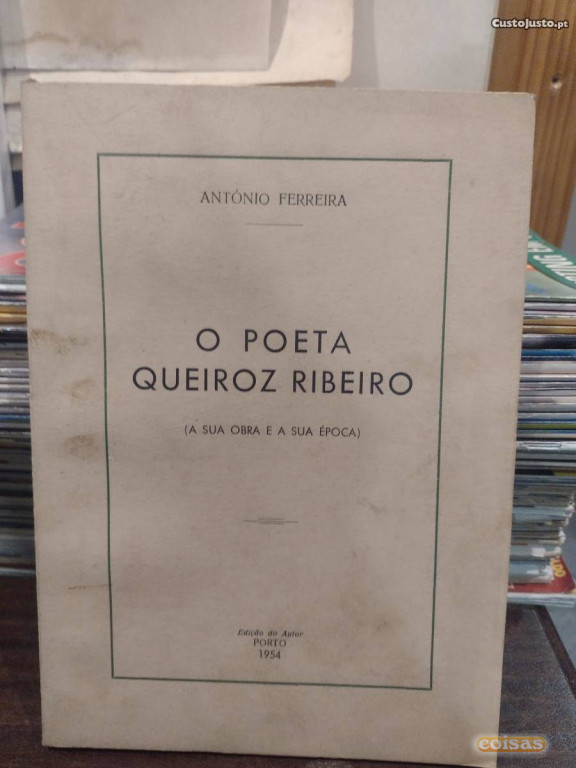 CustoJusto.pt
ANTÓNIO FERREIRA
O POETA
QUEIROZ RIBEIRO
(A SUA OBRA E A SUA ÉPOCA)
Edição do Autor
PORTO
1954
coisas